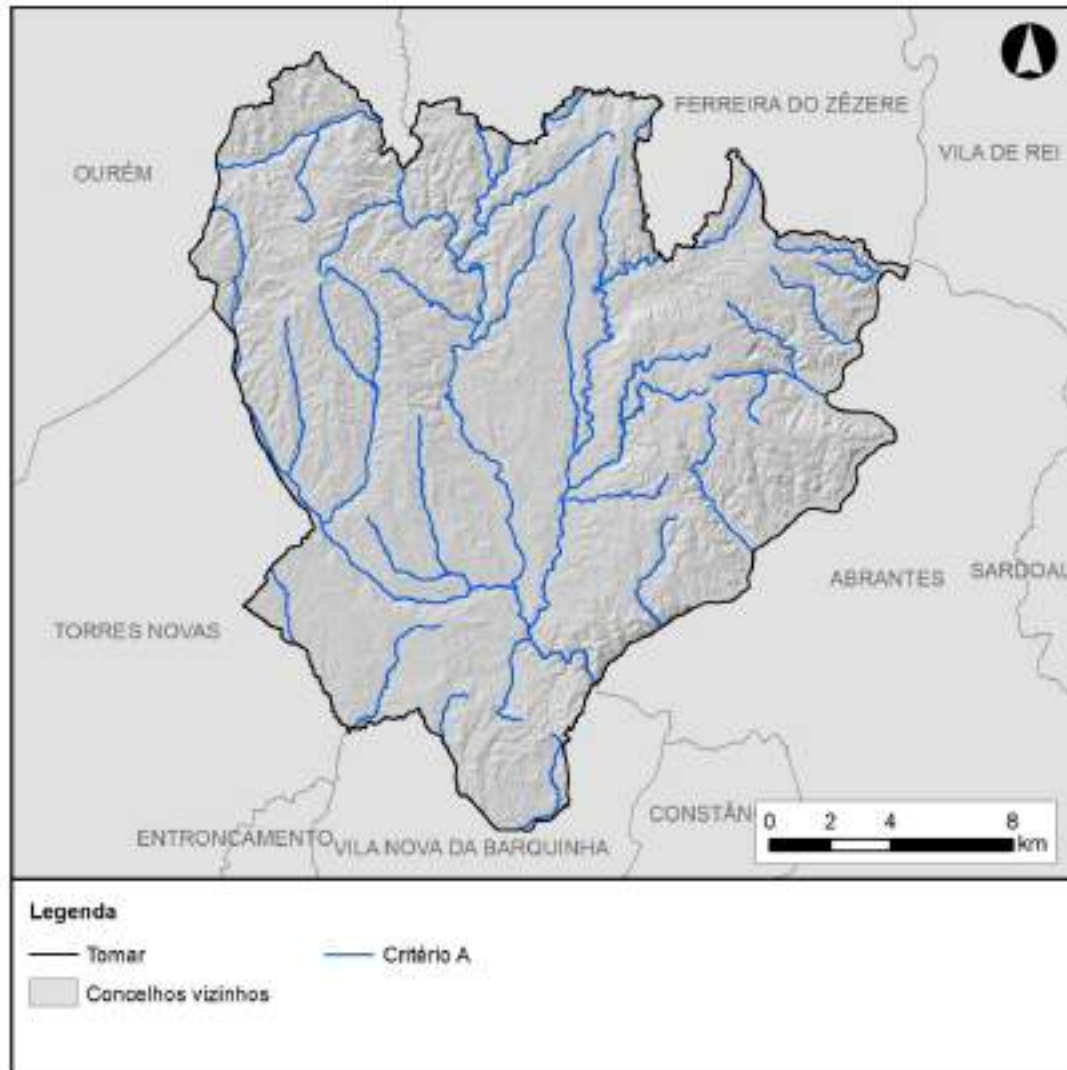 FERREIRA DO ZÊZERE
VILA DE REI
OURÉM
ABRANTES
SARDOAL
TORRES NOVAS
ENTRONCAMENTO
VILA NOVA DA BARQUINHA
CONSTÂN
0 2 4 8
km
Legenda
Tomar
Critério A
Concelhos vizinhos